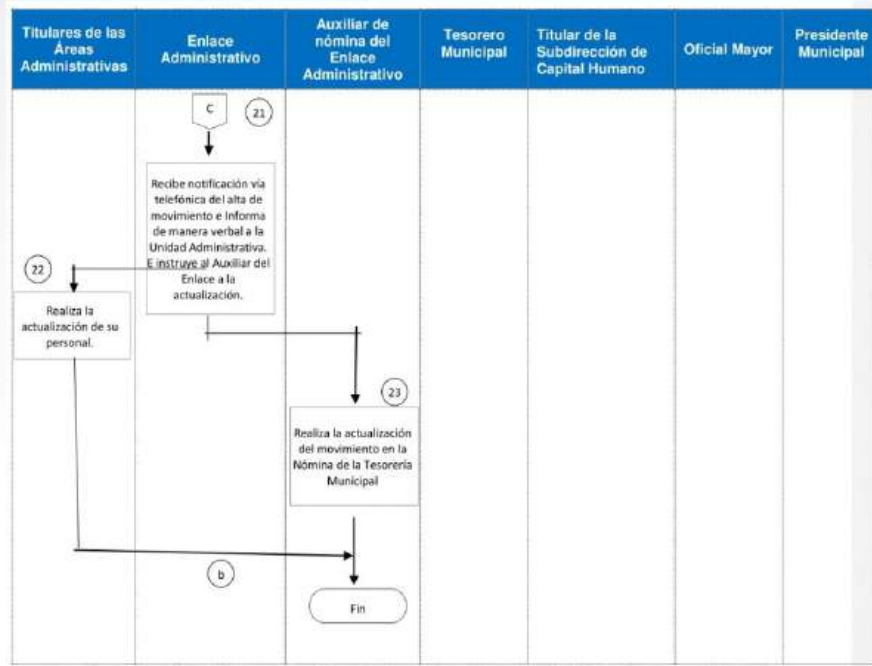 Titulares de las
Áreas
Administrativas
Enlace
Administrativo
Auxiliar de
nómina del
Enlace
Administrativo
Tesorero
Municipal
Titular de la
Subdirección de
Capital Humano
Oficial Mayor
Presidente
Municipal
C
21
Recibe notificación vía
telefónica del alta de
movimiento e Informa
de manera verbal a la
Unidad Administrativa.
E instruye al Auxiliar del
Enlace a la
actualización.
22
Realiza la
actualización de su
personal.
23
Realiza la actualización
del movimiento en la
Nómina de la Tesorería
Municipal
b
Fin